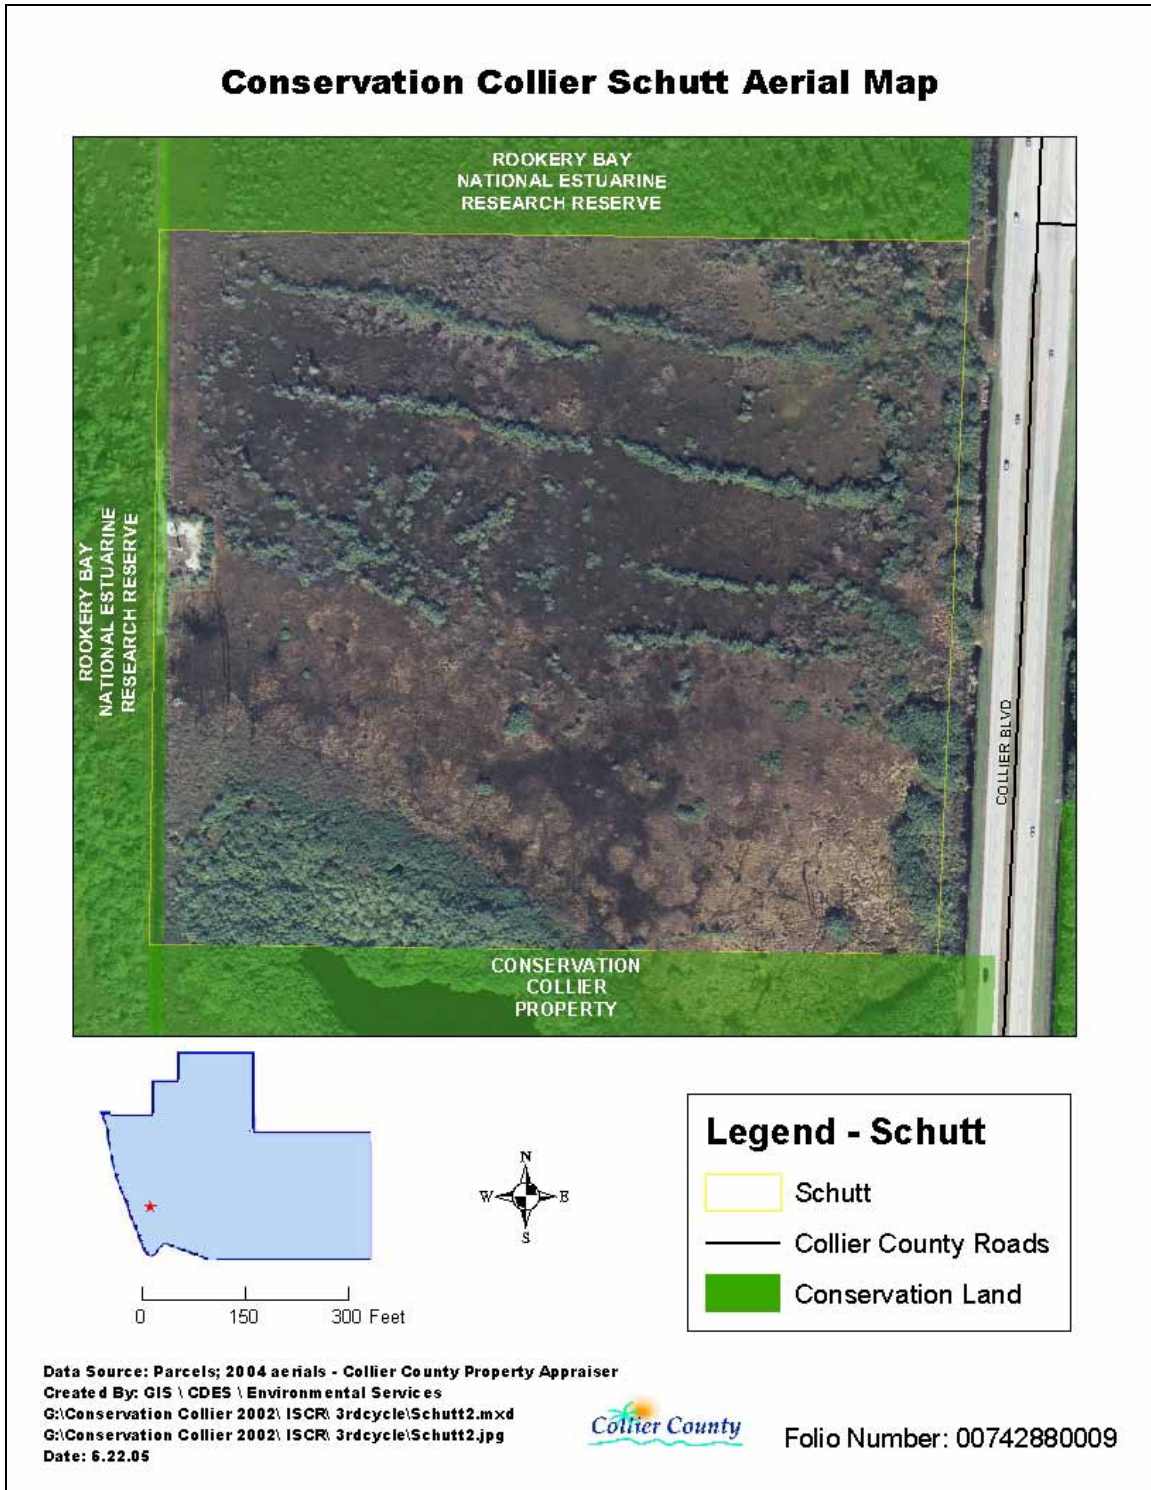 Conservation Collier Schutt Aerial Map
ROOKERY BAY
NATIONAL ESTUARINE
RESEARCH RESERVE
ROOKERY BAY
NATIONAL ESTUARINE
RESEARCH RESERVE
COLLIER BLVD
CONSERVATION
COLLIER
PROPERTY
N
W E
S
0 150 300 Feet
Legend - Schutt
Schutt
Collier County Roads
Conservation Land
Data Source: Parcels; 2004 aerials - Collier County Property Appraiser
Created By: GIS \ CDES \ Environmental Services
G:\Conservation Collier 2002\ ISCR\ 3rdcycle\Schutt2.mxd
G:\Conservation Collier 2002\ ISCR\ 3rdcycle\Schutt2.jpg
Date: 6.22.05
Collier County
Folio Number: 00742880009